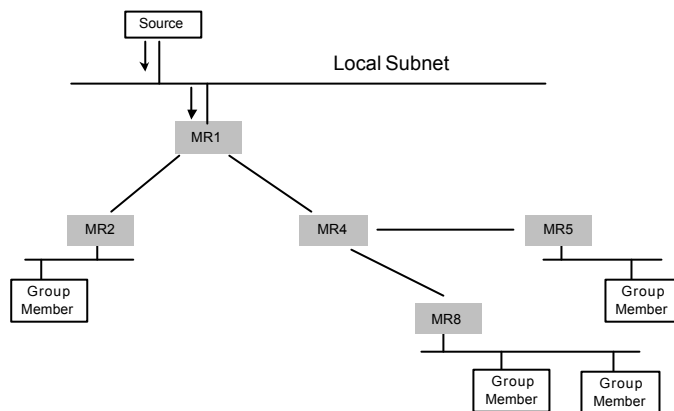 Source
Local Subnet
MR1
MR2
MR4
MR5
Group
Member
Group
Member
MR8
Group
Member
Group
Member